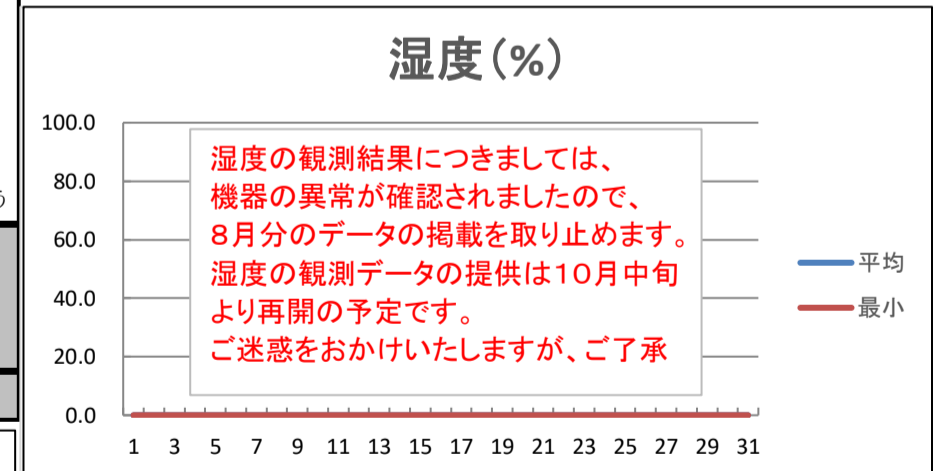 湿度(%)
100.0
80.0
60.0
40.0
20.0
0.0
湿度の観測結果につきましては、
機器の異常が確認されましたので、
８月分のデータの掲載を取り止めます。
湿度の観測データの提供は１０月中旬
より再開の予定です。
ご迷惑をおかけいたしますが、ご了承
平均
最小
1 3 5 7 9 11 13 15 17 19 21 23 25 27 29 31